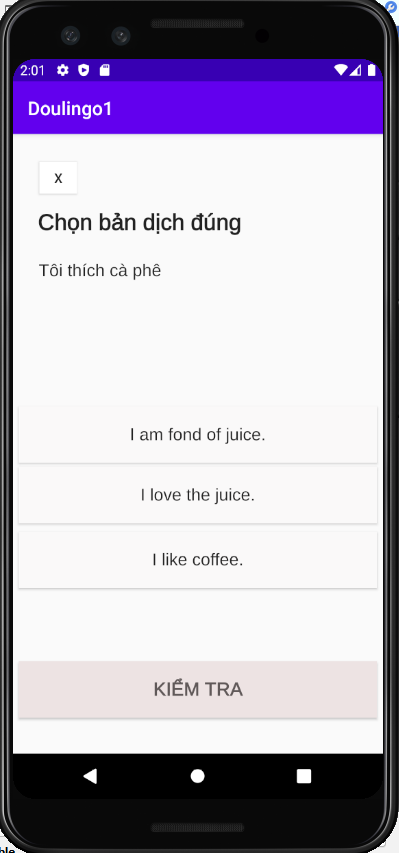 2:01
Doulingo1
X
Chọn bản dịch đúng
Tôi thích cà phê
I am fond of juice.
I love the juice.
I like coffee.
KIỂM TRA